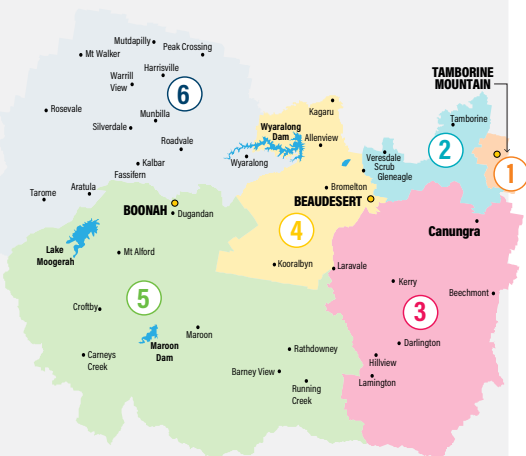 Mutdapilly
Mt Walker
Peak Crossing
Harrisville
Warrill
View
6
TAMBORINE
MOUNTAIN
Rosevale
Munbilla
Silverdale
Roadvale
Kalbar
Fassifern
Tarome
Aratula
Kagaru
Wyaralong
Dam
Allenview
Wyaralong
Tamborine
2
1
Veresdale
Scrub
Gleneagle
Bromelton
BEAUDESERT
BOONAH
Dugandan
Canungra
4
Lake
Moogerah
Mt Alford
Kooralbyn
Laravale
Kerry
Beechmont
5
3
Croftby
Maroon
Dam
Maroon
Carneys
Creek
Rathdowney
Barney View
Running
Creek
Darlington
Hillview
Lamington